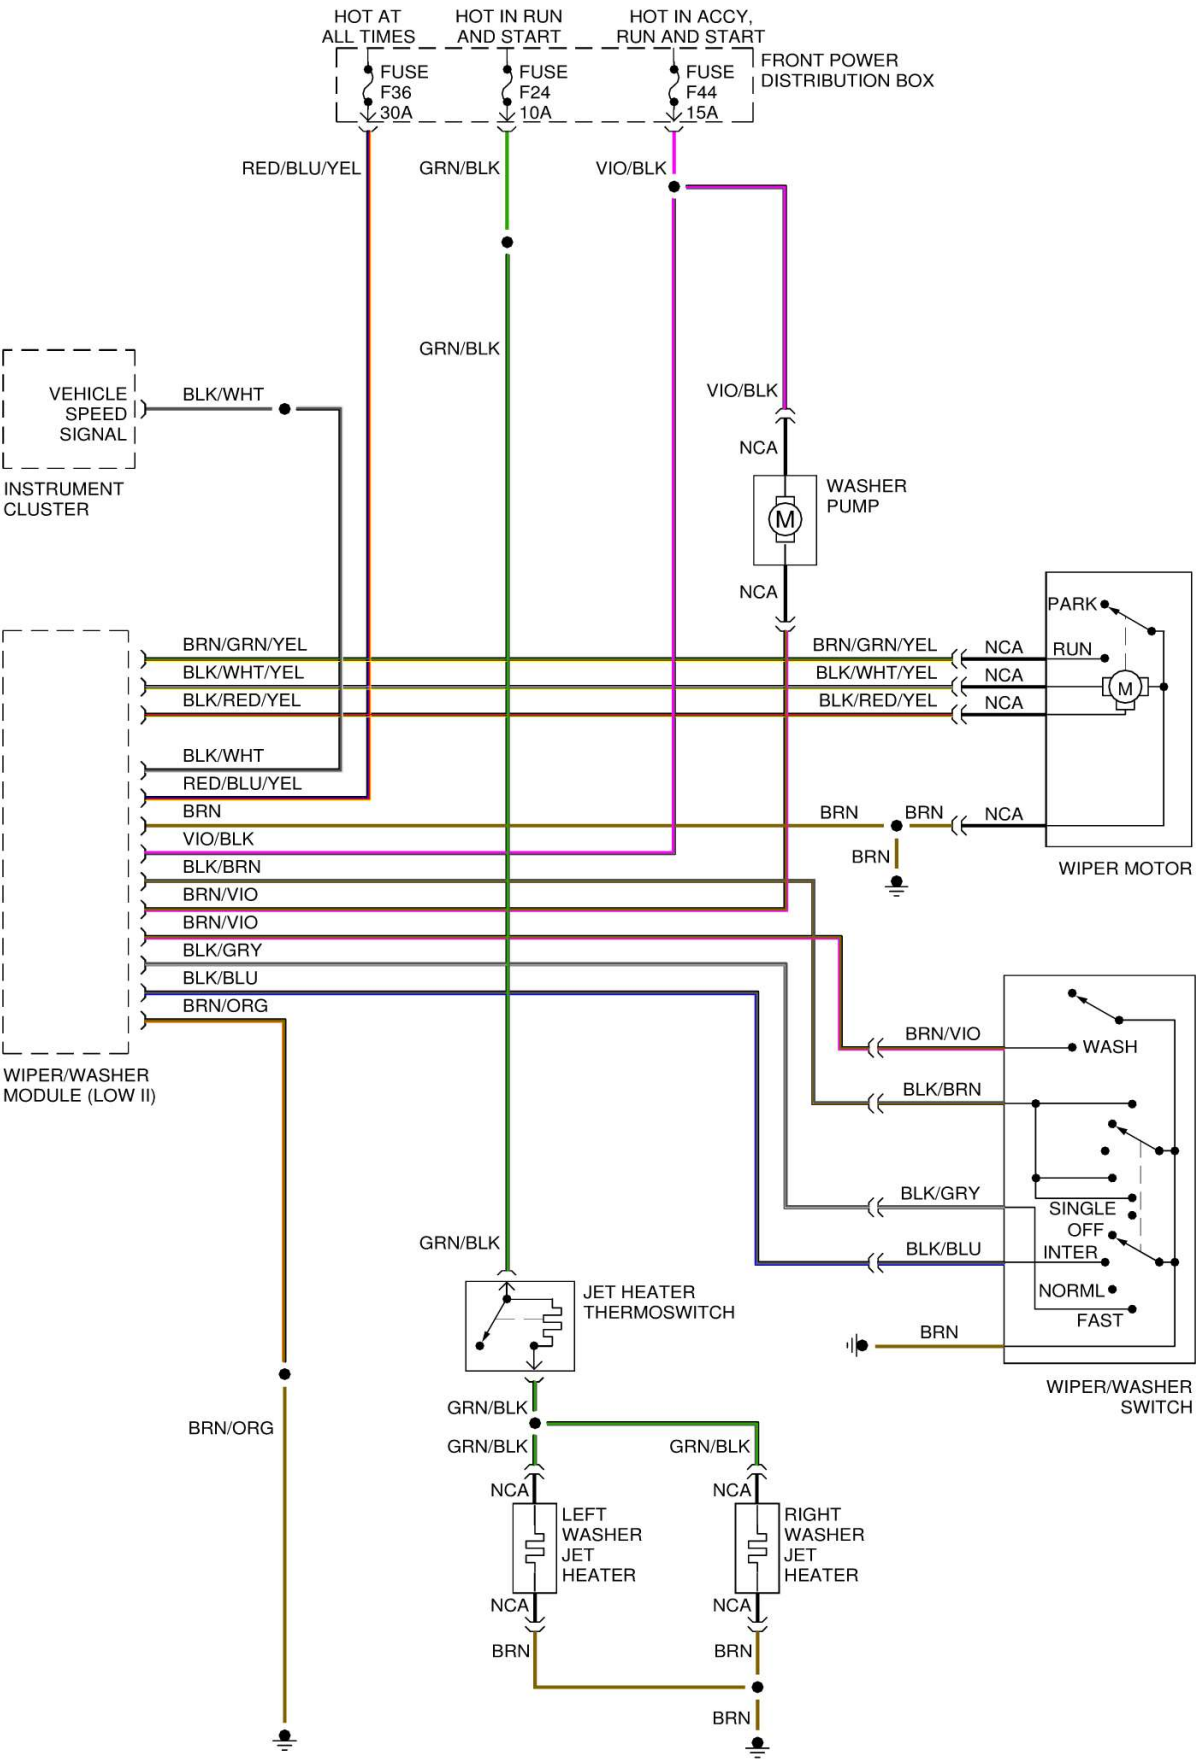 HOT AT
ALL TIMES
HOT IN RUN
AND START
HOT IN ACCY,
RUN AND START
FUSE
F36
30A
FUSE
F24
10A
FUSE
F44
15A
FRONT POWER
DISTRIBUTION BOX
RED/BLU/YEL
GRN/BLK
VIO/BLK
GRN/BLK
VEHICLE
SPEED
SIGNAL
BLK/WHT
INSTRUMENT
CLUSTER
VIO/BLK
NCA
M
WASHER
PUMP
NCA
PARK
RUN
M
BRN/GRN/YEL
BRN/GRN/YEL
NCA
BLK/WHT/YEL
BLK/WHT/YEL
NCA
BLK/RED/YEL
BLK/RED/YEL
NCA
BLK/WHT
RED/BLU/YEL
BRN
BRN
BRN
NCA
VIO/BLK
BRN
WIPER MOTOR
BLK/BRN
BRN/VIO
BRN/VIO
BLK/GRY
BLK/BLU
BRN/ORG
WIPER/WASHER
MODULE (LOW II)
BRN/VIO
WASH
BLK/BRN
BLK/GRY
SINGLE
OFF
BLK/BLU
INTER
NORML
FAST
BRN
WIPER/WASHER
SWITCH
GRN/BLK
JET HEATER
THERMOSWITCH
GRN/BLK
GRN/BLK
GRN/BLK
BRN/ORG
NCA
LEFT
WASHER
JET
HEATER
NCA
RIGHT
WASHER
JET
HEATER
NCA
NCA
BRN
BRN
BRN